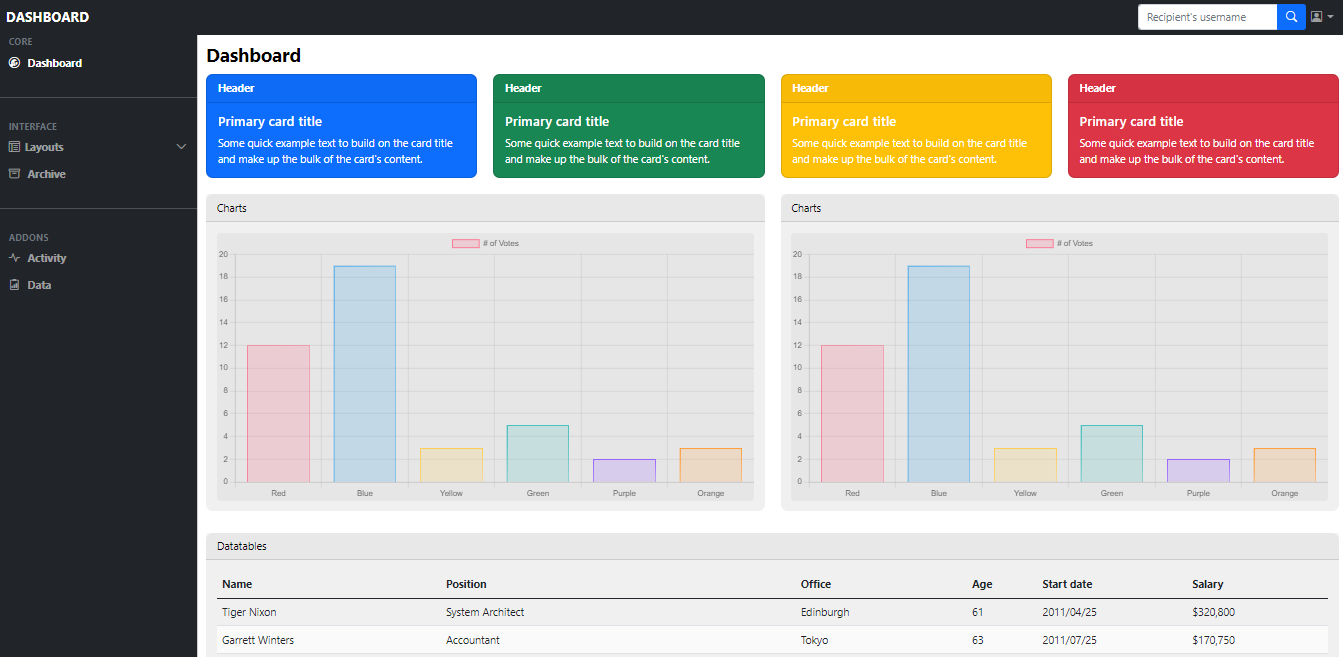 DASHBOARD
Recipient's username
CORE
Dashboard
INTERFACE
Layouts
Archive
ADDONS
Activity
Data
Dashboard
Header
Primary card title
Some quick example text to build on the card title
and make up the bulk of the card's content.
Header
Primary card title
Some quick example text to build on the card title
and make up the bulk of the card's content.
Header
Primary card title
Some quick example text to build on the card title
and make up the bulk of the card's content.
Header
Primary card title
Some quick example text to build on the card title
and make up the bulk of the card's content.
Charts
# of Votes
20
18
16
14
12
10
8
6
4
2
0
Red Blue Yellow Green Purple Orange
Charts
# of Votes
20
18
16
14
12
10
8
6
4
2
0
Red Blue Yellow Green Purple Orange
Datatables
Name Position Office Age Start date Salary
Tiger Nixon System Architect Edinburgh 61 2011/04/25 $320,800
Garrett Winters Accountant Tokyo 63 2011/07/25 $170,750